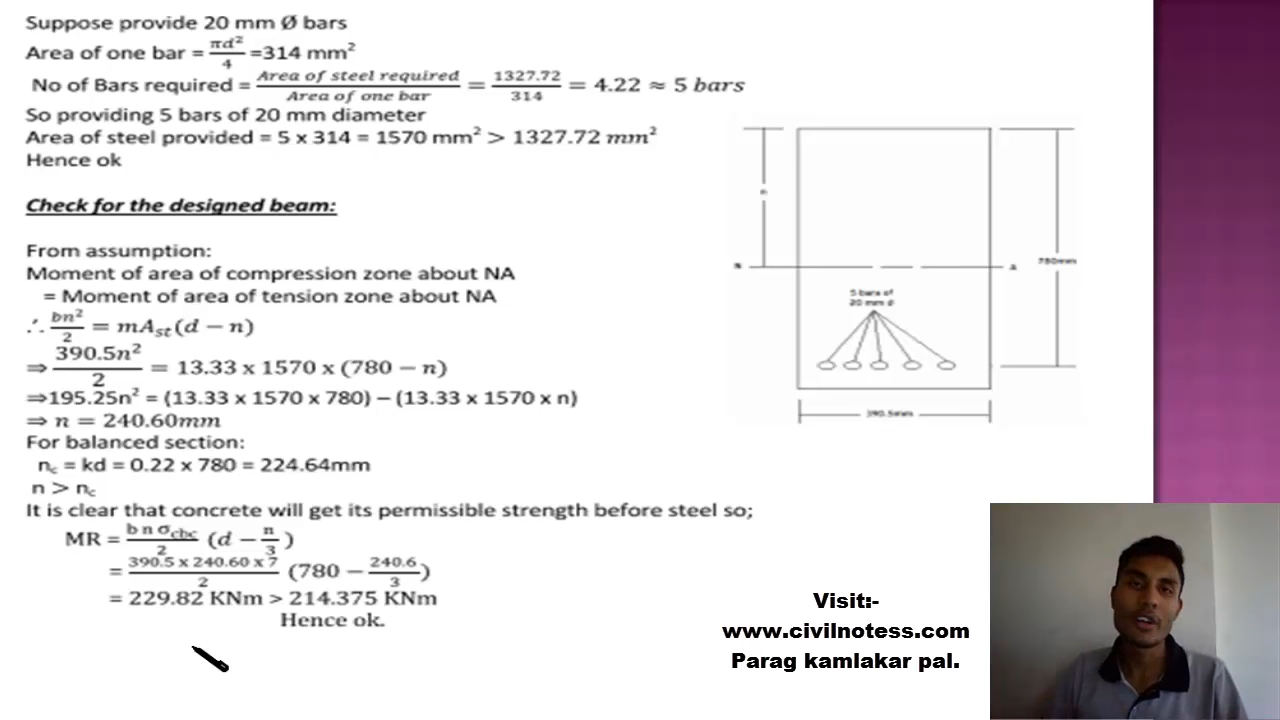 Suppose provide 20 mm Ø bars
Area of one bar = πd²/4 =314 mm²
No of Bars required = Area of steel required/Area of one bar = 1327.72/314 = 4.22 ≈ 5 bars
So providing 5 bars of 20 mm diameter
Area of steel provided = 5 x 314 = 1570 mm² > 1327.72 mm²
Hence ok
Check for the designed beam:
From assumption:
Moment of area of compression zone about NA
= Moment of area of tension zone about NA
∴ bn²/2 = mAst(d − n)
⇒ 390.5n²/2 = 13.33 x 1570 x (780 − n)
⇒195.25n² = (13.33 x 1570 x 780) − (13.33 x 1570 x n)
⇒ n = 240.60mm
For balanced section:
nc = kd = 0.22 x 780 = 224.64mm
n > nc
It is clear that concrete will get its permissible strength before steel so;
MR = b n σcbc/2 (d − n/3)
= 390.5 x 240.60 x 7/2 (780 − 240.6/3)
= 229.82 KNm > 214.375 KNm
Hence ok.
n
N
A
780mm
5 bars of
20 mm ø
390.5mm
Visit:-
www.civilnotess.com
Parag kamlakar pal.